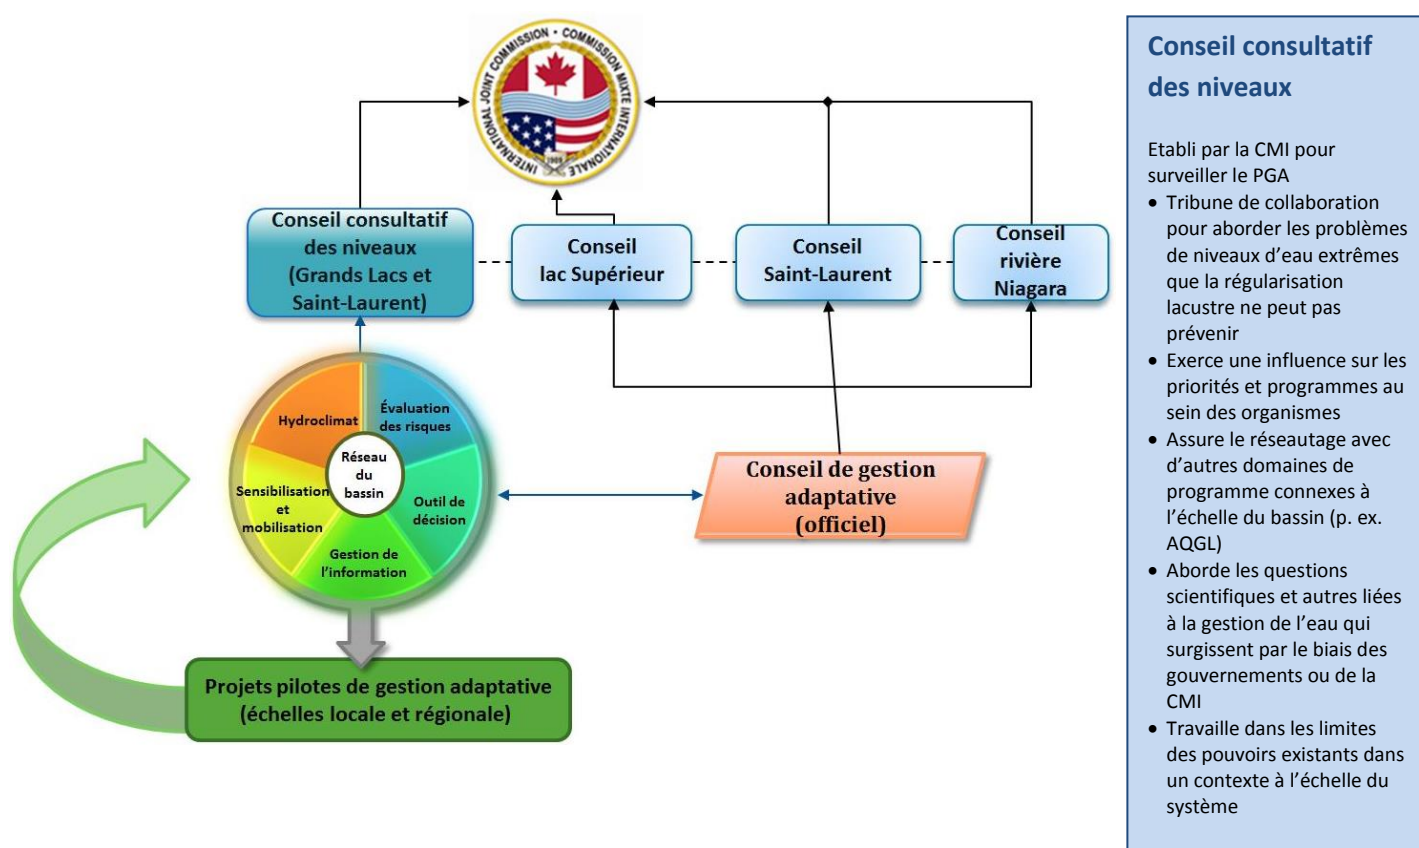 INTERNATIONAL JOINT COMMISSION • COMMISSION MIXTE INTERNATIONALE
1909
Conseil consultatif
des niveaux
(Grands Lacs et
Saint-Laurent)
Conseil
lac Supérieur
Conseil
Saint-Laurent
Conseil
rivière
Niagara
Hydroclimat
Évaluation
des risques
Réseau
du
bassin
Sensibilisation
et
mobilisation
Outil de
décision
Gestion de
l'information
Conseil de gestion
adaptative
(officiel)
Projets pilotes de gestion adaptative
(échelles locale et régionale)
Conseil consultatif
des niveaux
Etabli par la CMI pour
surveiller le PGA
• Tribune de collaboration
pour aborder les problèmes
de niveaux d’eau extrêmes
que la régularisation
lacustre ne peut pas
prévenir
• Exerce une influence sur les
priorités et programmes au
sein des organismes
• Assure le réseautage avec
d’autres domaines de
programme connexes à
l’échelle du bassin (p. ex.
AQGL)
• Aborde les questions
scientifiques et autres liées
à la gestion de l’eau qui
surgissent par le biais des
gouvernements ou de la
CMI
• Travaille dans les limites
des pouvoirs existants dans
un contexte à l’échelle du
système